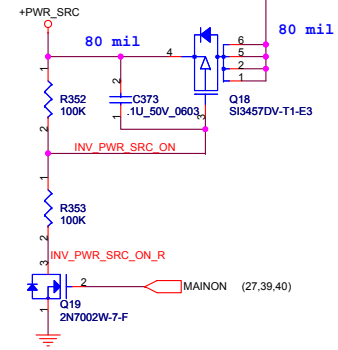 +PWR_SRC
80 mil
80 mil
4
6
5
2
1
3
1
2
R352
100K
2
1
C373
.1U_50V_0603
Q18
SI3457DV-T1-E3
INV_PWR_SRC_ON
1
2
R353
100K
INV_PWR_SRC_ON_R
3
2
1
MAINON (27,39,40)
Q19
2N7002W-7-F